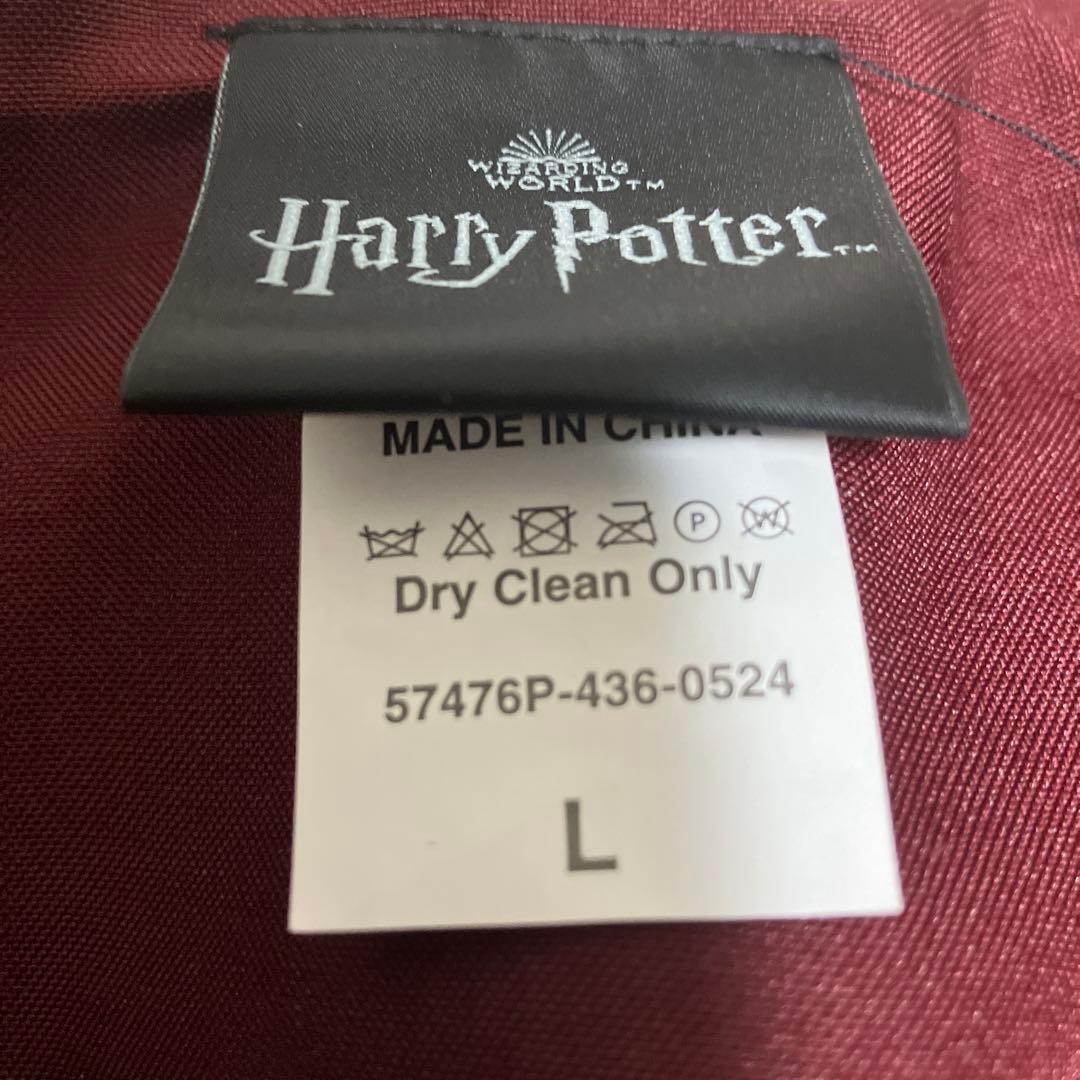 WIZARDING
WORLD™
Harry Potter™
MADE IN CHINA
P W
Dry Clean Only
57476P-436-0524
L